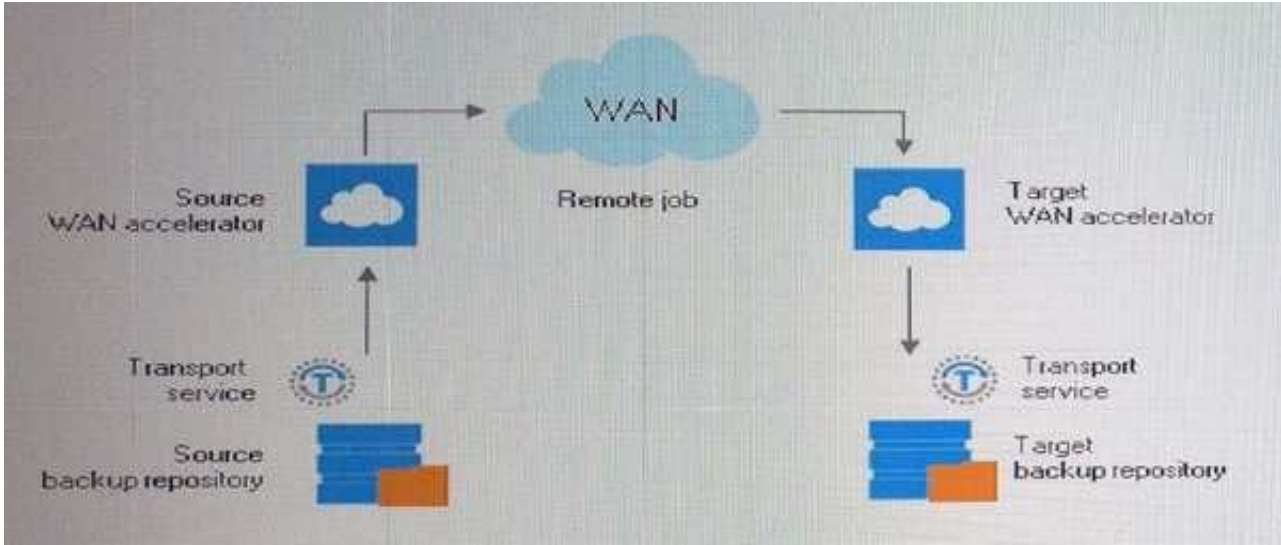 WAN
Source
WAN accelerator
Remote job
Target
WAN accelerator
Transport
service
T
Transport
service
T
Source
backup repository
Target
backup repository